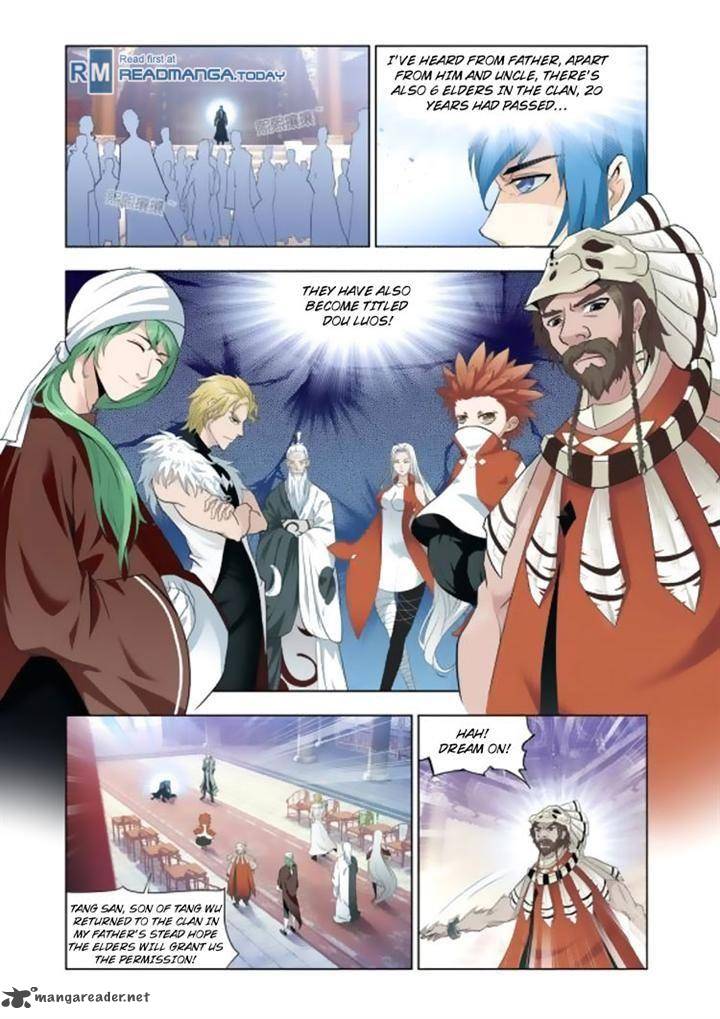 Read first at
RM READMANGA.TODAY
I'VE HEARD FROM FATHER, APART
FROM HIM AND UNCLE, THERE'S
ALSO 6 ELDERS IN THE CLAN, 20
YEARS HAD PASSED...
THEY HAVE ALSO
BECOME TITLED
DOU LUOS!
HAH!
DREAM ON!
TANG SAN, SON OF TANG WU
RETURNED TO THE CLAN IN
MY FATHER'S STEAD HOPE
THE ELDERS WILL GRANT US
THE PERMISSION!
mangareader.net